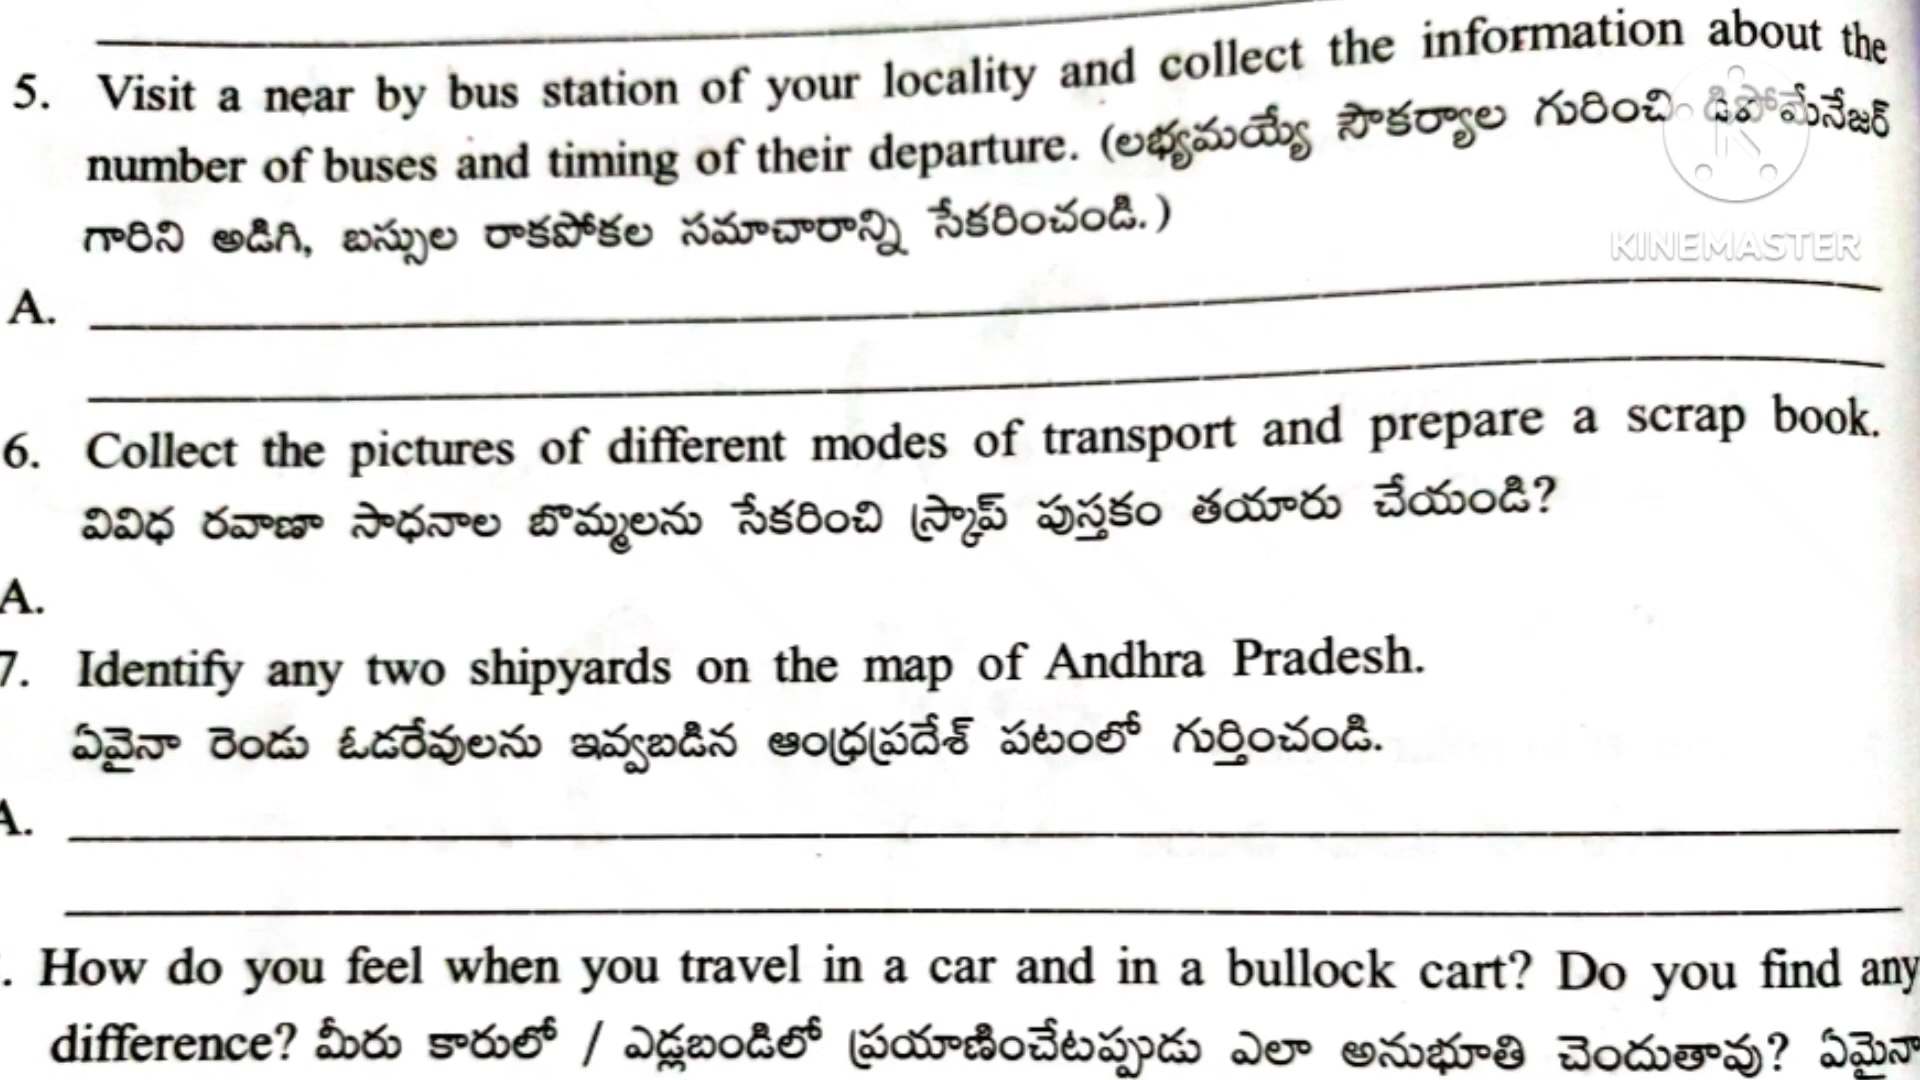 5. Visit a near by bus station of your locality and collect the information about the
number of buses and timing of their departure. (లభ్యమయ్యే సౌకర్యాల గురించి డిపోమేనేజర్
గారిని అడిగి, బస్సుల రాకపోకల సమాచారాన్ని సేకరించండి.)
KINEMASTER
A.
6. Collect the pictures of different modes of transport and prepare a scrap book.
వివిధ రవాణా సాధనాల బొమ్మలను సేకరించి స్క్రాప్ పుస్తకం తయారు చేయండి?
A.
7. Identify any two shipyards on the map of Andhra Pradesh.
ఏవైనా రెండు ఓడరేవులను ఇవ్వబడిన ఆంధ్రప్రదేశ్ పటంలో గుర్తించండి.
A.
. How do you feel when you travel in a car and in a bullock cart? Do you find any
difference? మీరు కారులో / ఎడ్లబండిలో ప్రయాణించేటప్పుడు ఎలా అనుభూతి చెందుతావు? ఏమైనా